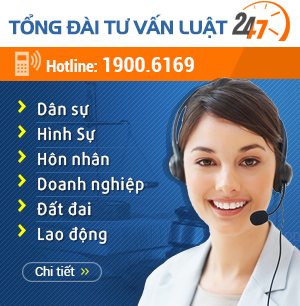 TỔNG ĐÀI TƯ VẤN LUẬT 24/7
Hotline: 1900.6169
Dân sự
Hình Sự
Hôn nhân
Doanh nghiệp
Đất đai
Lao động
Chi tiết »